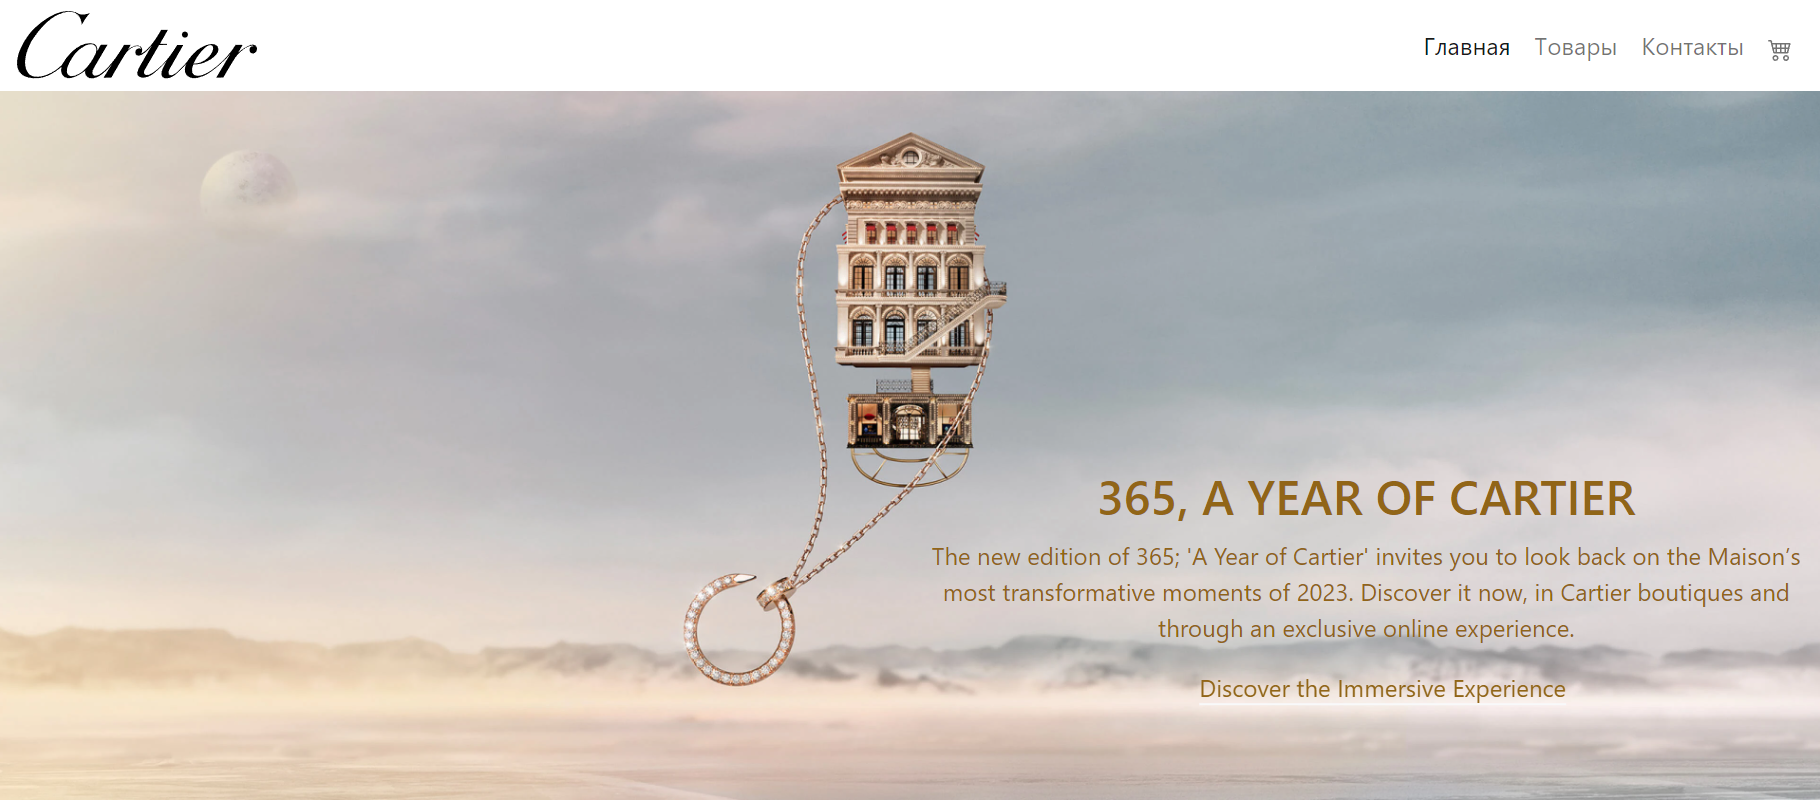 Cartier
Главная Товары Контакты
365, A YEAR OF CARTIER
The new edition of 365; 'A Year of Cartier' invites you to look back on the Maison’s
most transformative moments of 2023. Discover it now, in Cartier boutiques and
through an exclusive online experience.
Discover the Immersive Experience